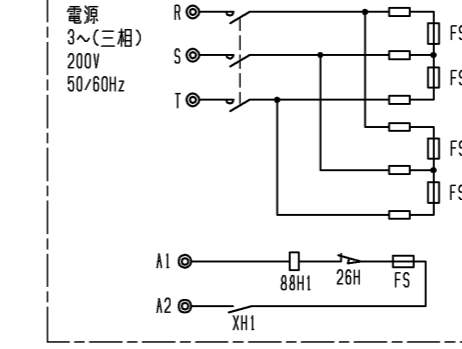 電源
3~(三相)
200V
50/60Hz
R
S
T
FS
FS
FS
FS
A1
88H1
26H
FS
A2
XH1